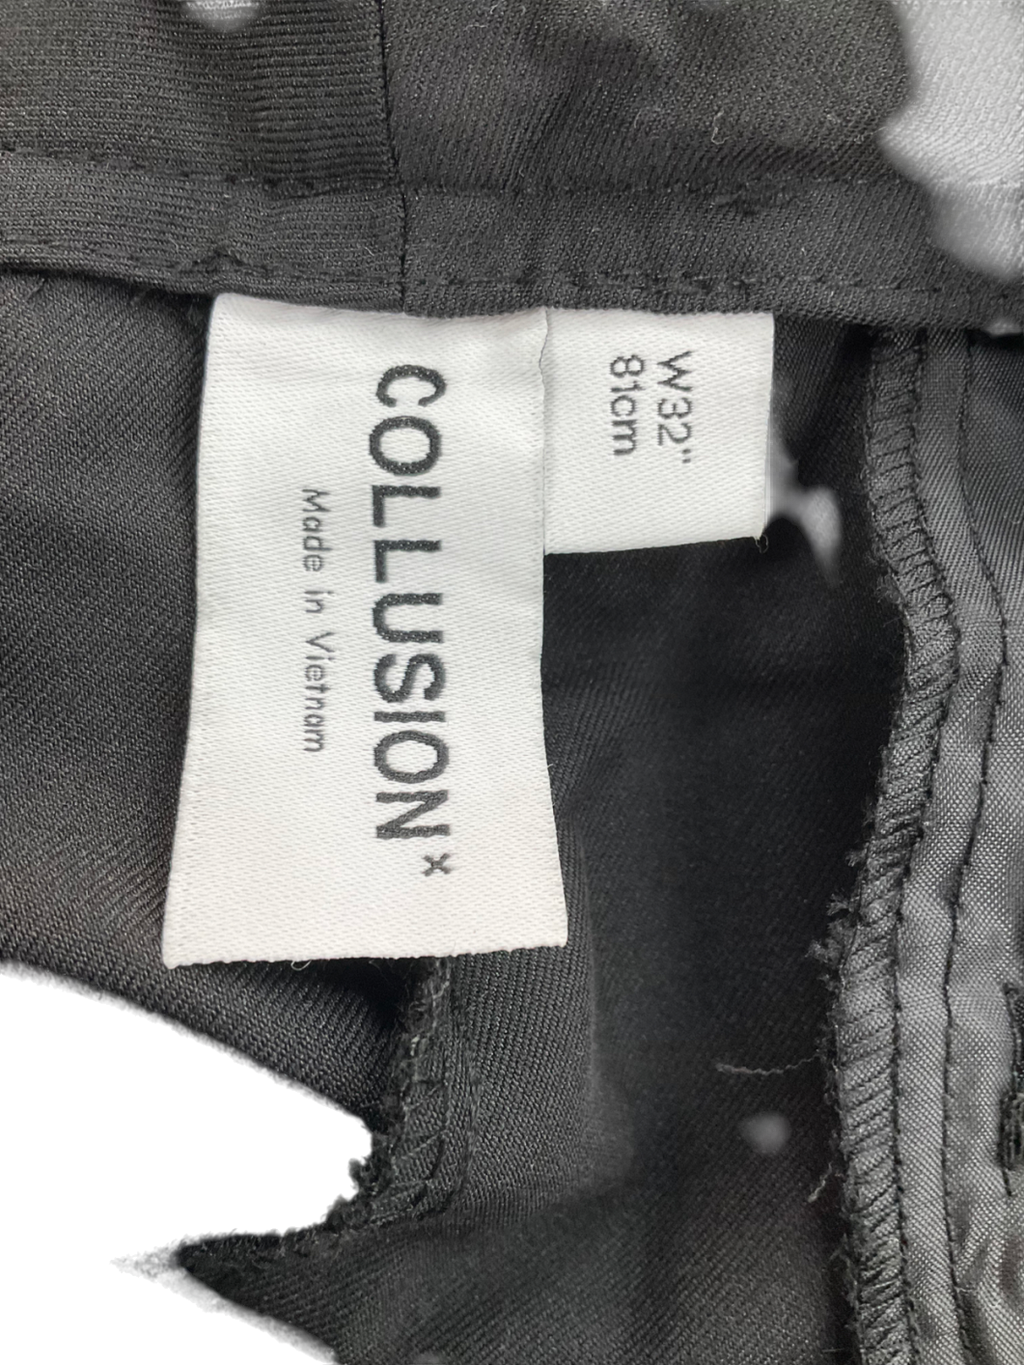 COLLUSION x
Made in Vietnam
W32"
81cm